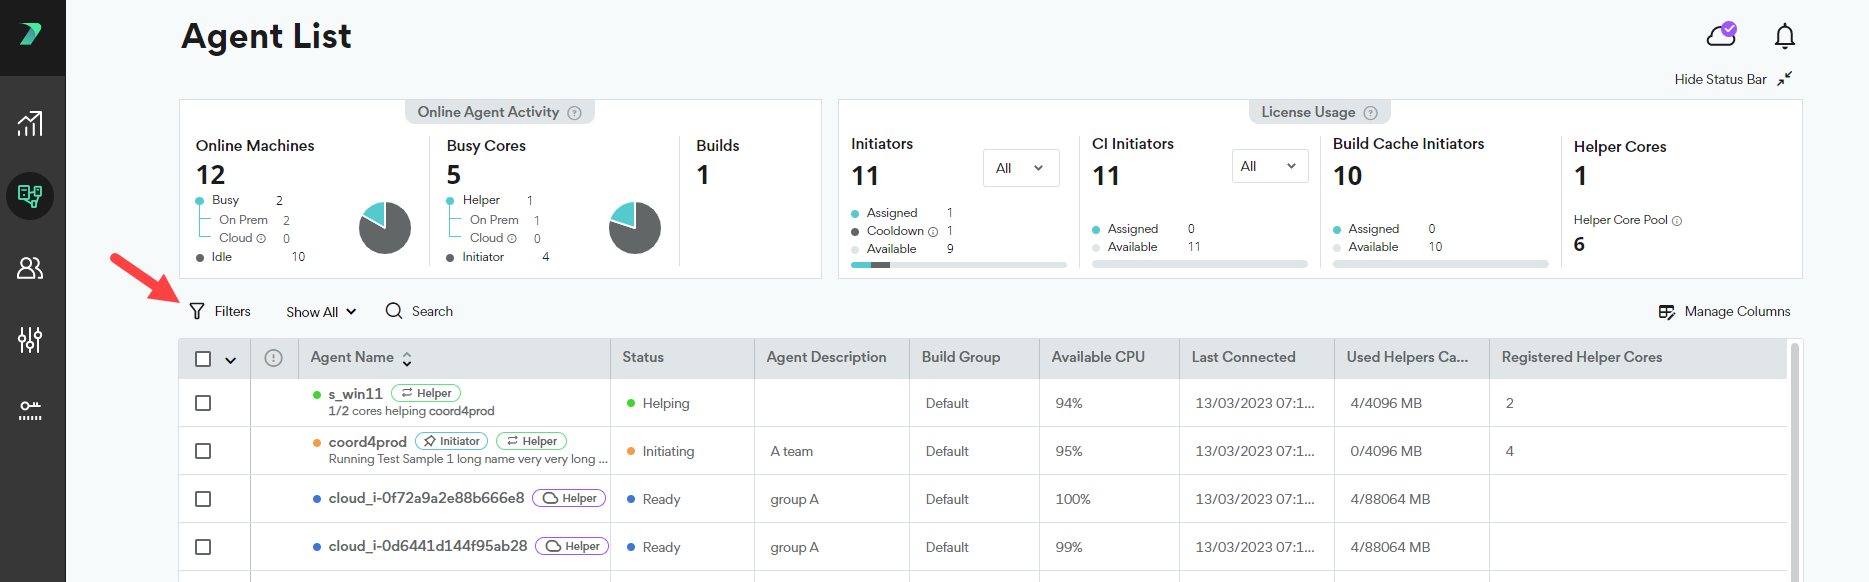 Agent List
Hide Status Bar
Online Agent Activity
Online Machines
12
Busy 2
On Prem 2
Cloud 0
Idle 10
Busy Cores
5
Helper 1
On Prem 1
Cloud 0
Initiator 4
Builds
1
License Usage
Initiators
11
All
Assigned 1
Cooldown 1
Available 9
CI Initiators
11
All
Assigned 0
Available 11
Build Cache Initiators
10
Assigned 0
Available 10
Helper Cores
1
Helper Core Pool
6
Filters Show All Search Manage Columns
Agent Name Status Agent Description Build Group Available CPU Last Connected Used Helpers Ca... Registered Helper Cores
s_win11 Helper
1/2 cores helping coord4prod
Helping Default 94% 13/03/2023 07:1... 4/4096 MB 2
coord4prod Initiator Helper
Running Test Sample 1 long name very very long ...
Initiating A team Default 95% 13/03/2023 07:1... 0/4096 MB 4
cloud_i-0f72a9a2e88b666e8 Helper Ready group A Default 100% 13/03/2023 07:1... 4/88064 MB
cloud_i-0d6441d144f95ab28 Helper Ready group A Default 99% 13/03/2023 07:1... 4/88064 MB